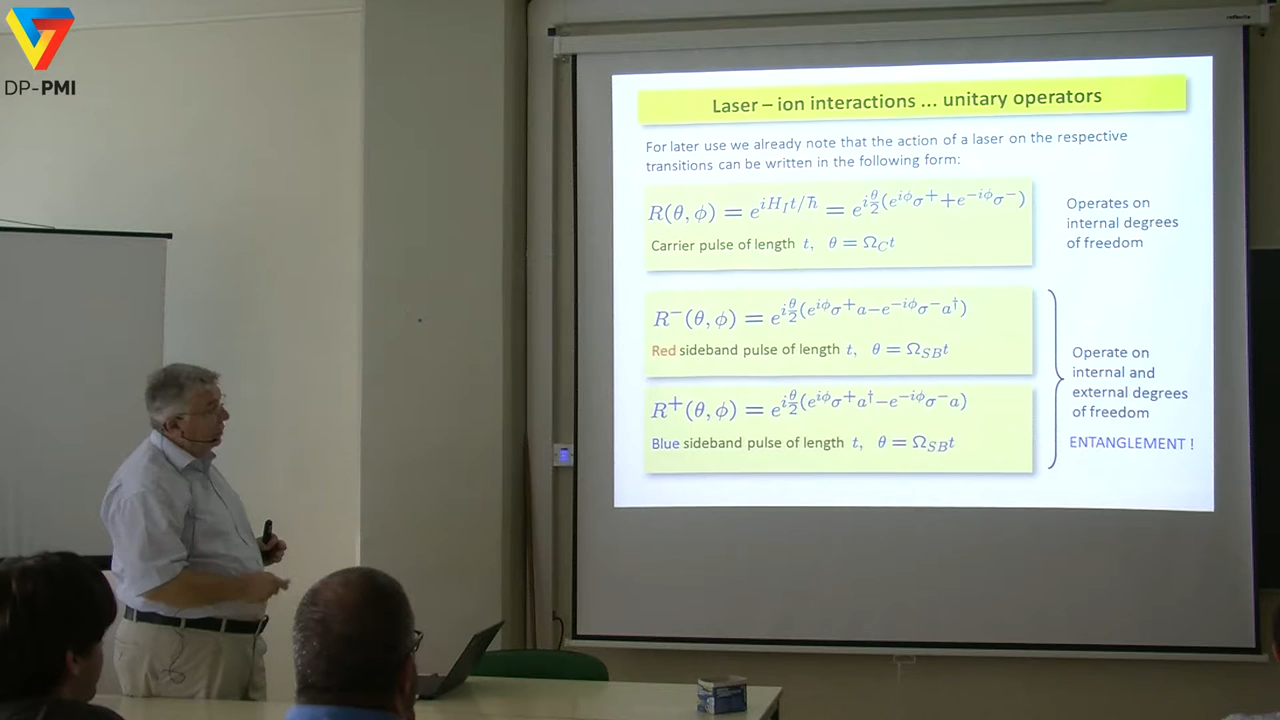 DP-PMI
Laser – ion interactions ... unitary operators
For later use we already note that the action of a laser on the respective
transitions can be written in the following form:
R(θ, ϕ) = e^{iH_I t/ℏ} = e^{i\frac{θ}{2}(e^{iϕ}σ^+ + e^{-iϕ}σ^-)}
Carrier pulse of length t, θ = Ω_C t
Operates on
internal degrees
of freedom
R^-(θ, ϕ) = e^{i\frac{θ}{2}(e^{iϕ}σ^+ a − e^{-iϕ}σ^- a^†)}
Red sideband pulse of length t, θ = Ω_{SB} t
R^+(θ, ϕ) = e^{i\frac{θ}{2}(e^{iϕ}σ^+ a^† − e^{-iϕ}σ^- a)}
Blue sideband pulse of length t, θ = Ω_{SB} t
Operate on
internal and
external degrees
of freedom
ENTANGLEMENT !